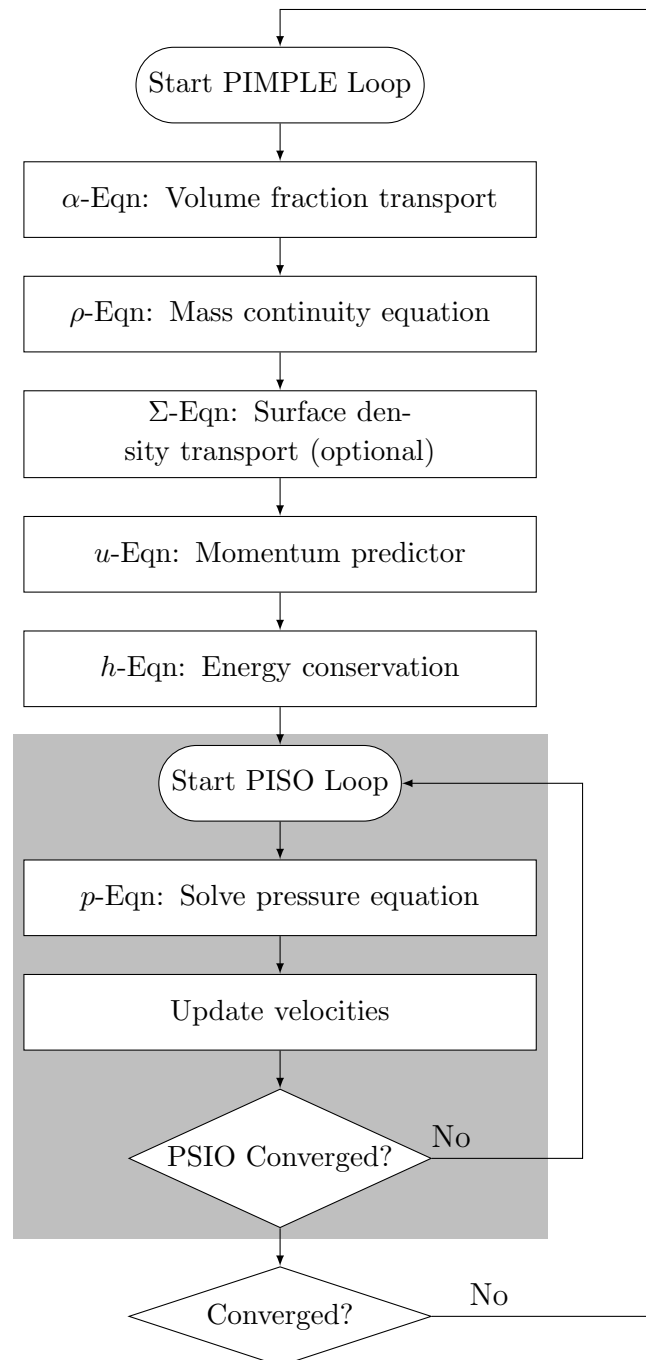 Start PIMPLE Loop
α-Eqn: Volume fraction transport
ρ-Eqn: Mass continuity equation
Σ-Eqn: Surface den-
sity transport (optional)
u-Eqn: Momentum predictor
h-Eqn: Energy conservation
Start PISO Loop
p-Eqn: Solve pressure equation
Update velocities
PSIO Converged?
No
Converged?
No